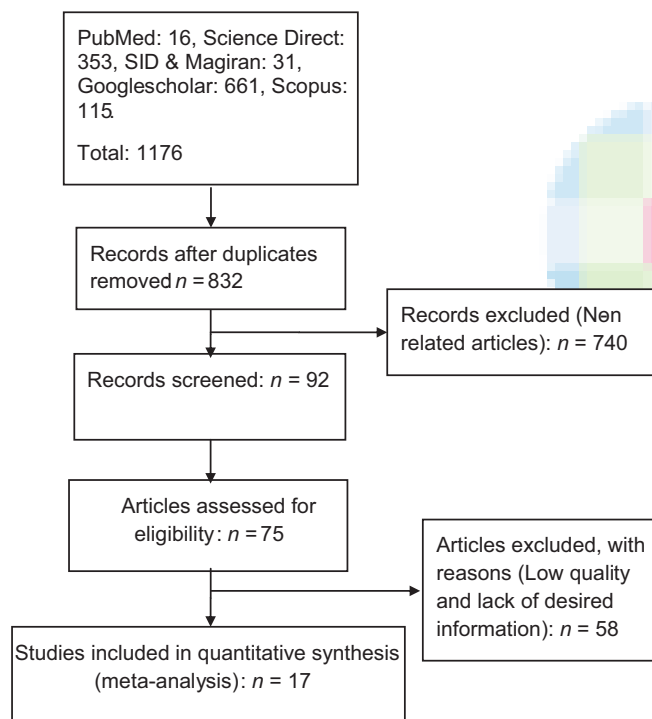 PubMed: 16, Science Direct:
353, SID & Magiran: 31,
Googlescholar: 661, Scopus:
115.
Total: 1176
Records after duplicates
removed n = 832
Records excluded (Non
related articles): n = 740
Records screened: n = 92
Articles assessed for
eligibility: n = 75
Articles excluded, with
reasons (Low quality
and lack of desired
information): n = 58
Studies included in quantitative synthesis
(meta-analysis): n = 17